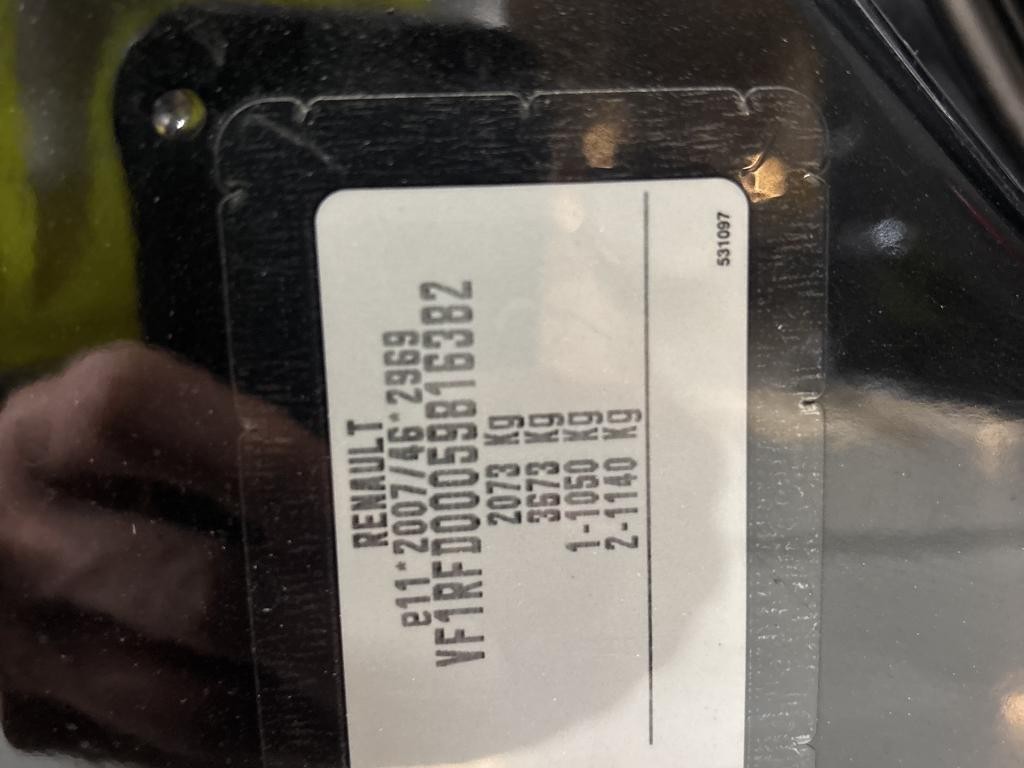 RENAULT
e11*2007/46*2969
VF1RFD00059816382
2073 Kg
3673 Kg
1-1050 Kg
2-1140 Kg
531097